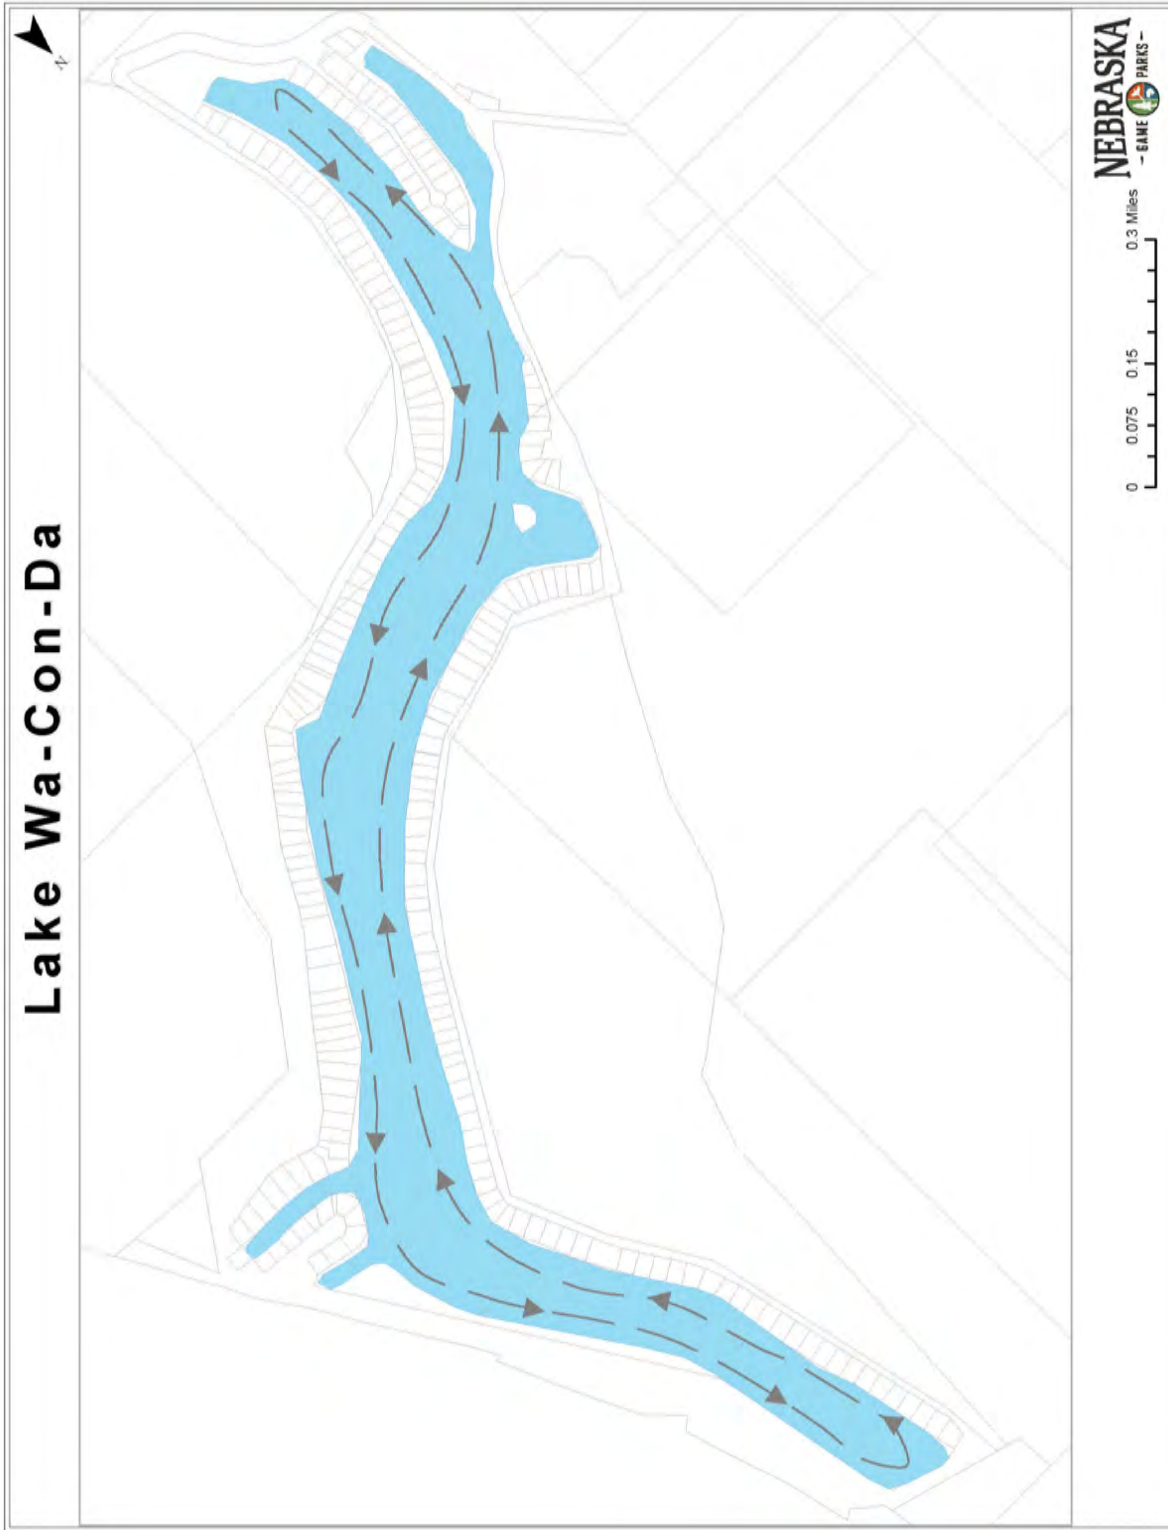 Lake Wa-Con-Da
N
0 0.075 0.15 0.3 Miles
NEBRASKA
- GAME PARKS -